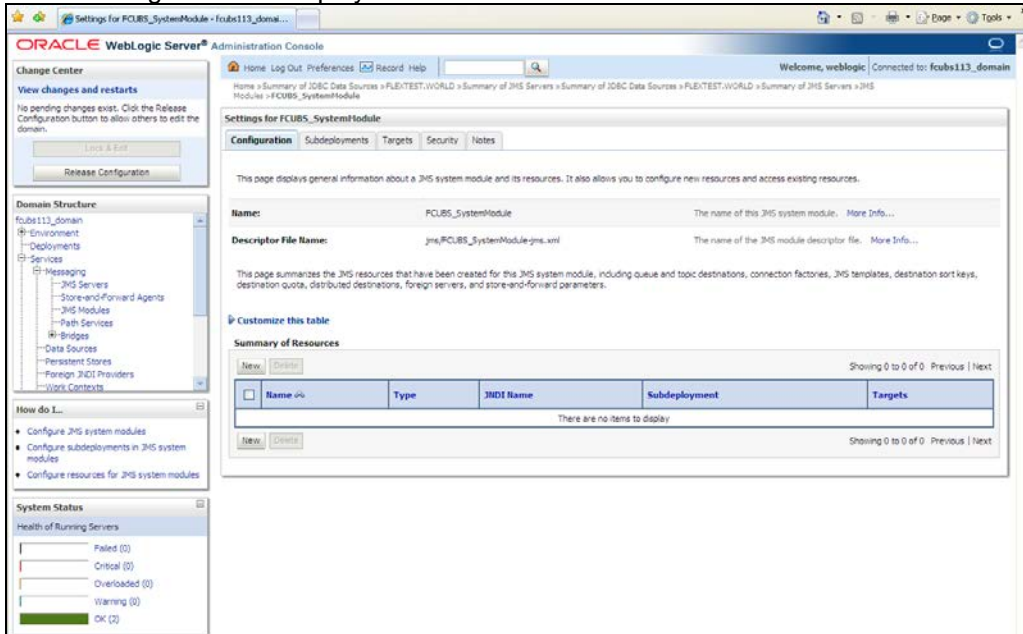 Settings for FCUBS_SystemModule - fcubs113_domai...
Page Tools
ORACLE WebLogic Server® Administration Console
Change Center
View changes and restarts
No pending changes exist. Click the Release
Configuration button to allow others to edit the
domain.
Lock & Edit
Release Configuration
Domain Structure
fcubs113_domain
Environment
Deployments
Services
Messaging
JMS Servers
Store-and-Forward Agents
JMS Modules
Path Services
Bridges
Data Sources
Persistent Stores
Foreign JNDI Providers
Work Contexts
How do I...
Configure JMS system modules
Configure subdeployments in JMS system
modules
Configure resources for JMS system modules
System Status
Health of Running Servers
Failed (0)
Critical (0)
Overloaded (0)
Warning (0)
OK (2)
Home Log Out Preferences Record Help
Welcome, weblogic Connected to: fcubs113_domain
Home >Summary of JDBC Data Sources >FLEXTEST.WORLD >Summary of JMS Servers >Summary of JDBC Data Sources >FLEXTEST.WORLD >Summary of JMS Servers >JMS
Modules >FCUBS_SystemModule
Settings for FCUBS_SystemModule
Configuration Subdeployments Targets Security Notes
This page displays general information about a JMS system module and its resources. It also allows you to configure new resources and access existing resources.
Name: FCUBS_SystemModule The name of this JMS system module. More Info...
Descriptor File Name: jms/FCUBS_SystemModule-jms.xml The name of the JMS module descriptor file. More Info...
This page summarizes the JMS resources that have been created for this JMS system module, including queue and topic destinations, connection factories, JMS templates, destination sort keys,
destination quota, distributed destinations, foreign servers, and store-and-forward parameters.
Customize this table
Summary of Resources
New Delete Showing 0 to 0 of 0 Previous | Next
Name Type JNDI Name Subdeployment Targets
There are no items to display
New Delete Showing 0 to 0 of 0 Previous | Next